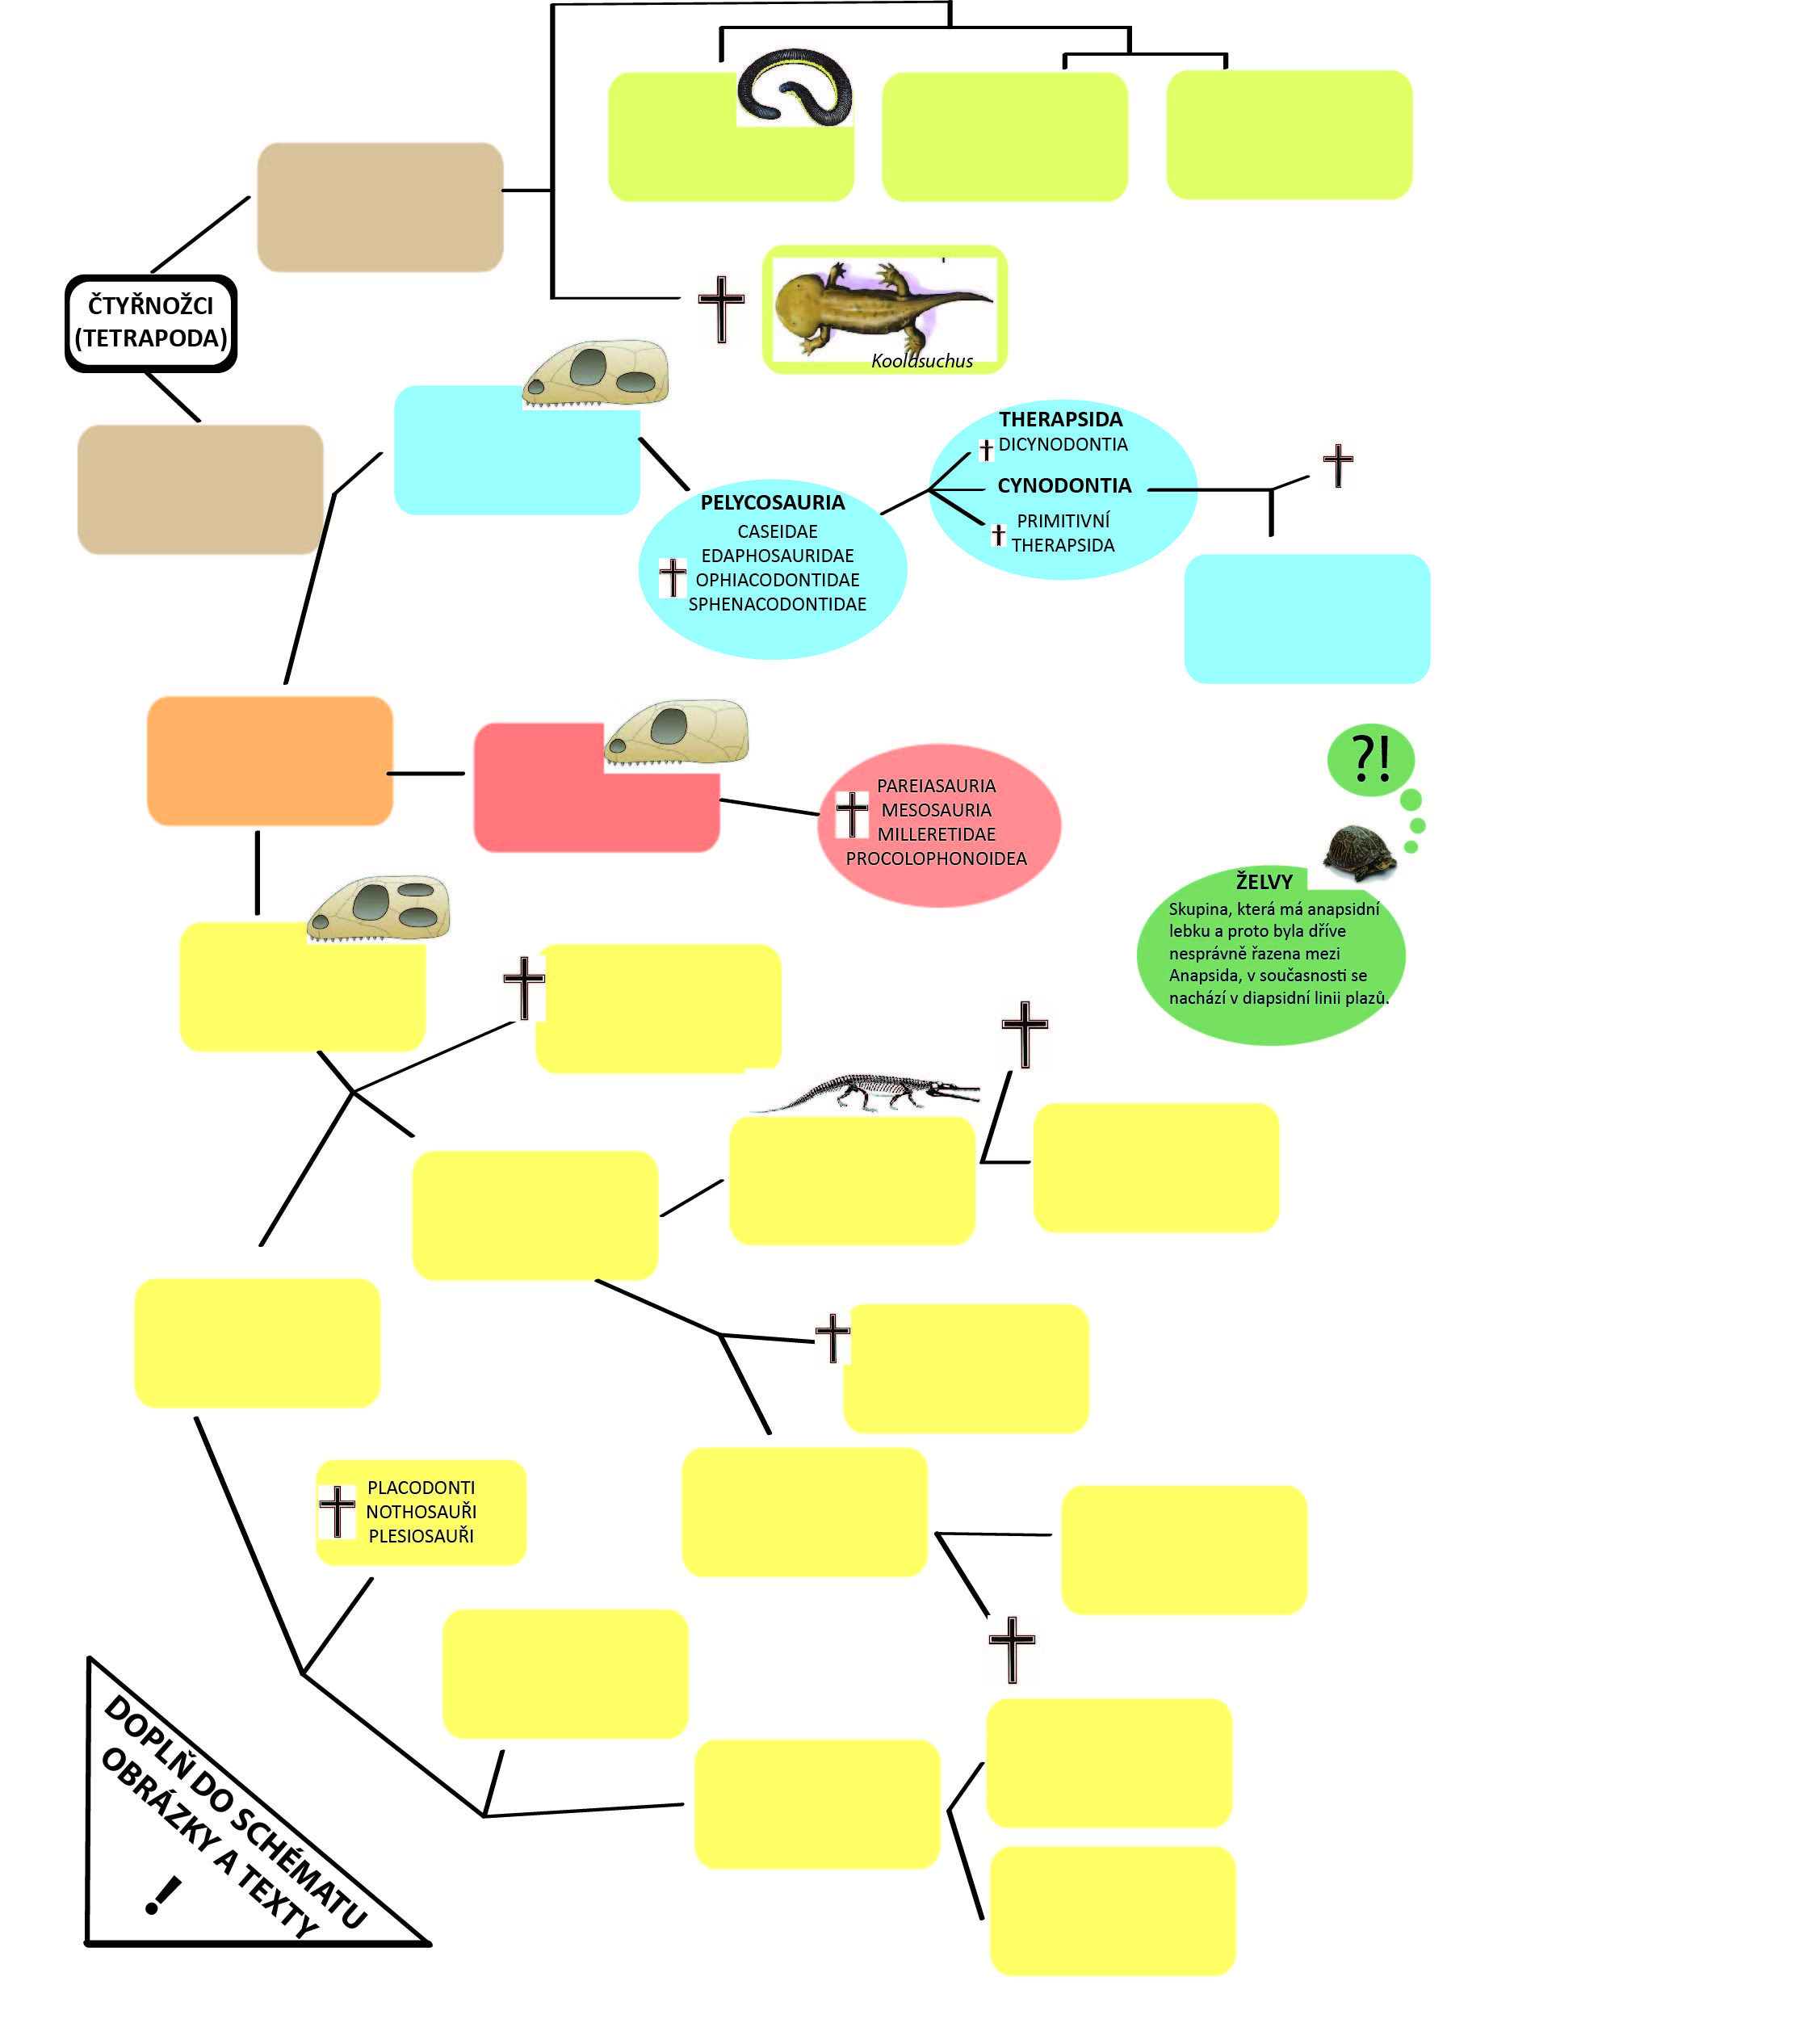 ČTYŘNOŽCI
(TETRAPODA)
Koolasuchus
THERAPSIDA
DICYNODONTIA
CYNODONTIA
PRIMITIVNÍ
THERAPSIDA
PELYCOSAURIA
CASEIDAE
EDAPHOSAURIDAE
OPHIACODONTIDAE
SPHENACODONTIDAE
PAREIASAURIA
MESOSAURIA
MILLERETIDAE
PROCOLOPHONOIDEA
?!
ŽELVY
Skupina, která má anapsidní
lebku a proto byla dříve
nesprávně řazena mezi
Anapsida, v současnosti se
nachází v diapsidní linii plazů.
PLACODONTI
NOTHOSAUŘI
PLESIOSAUŘI
DOPLŇ DO SCHÉMATU
OBRÁZKY A TEXTY
!